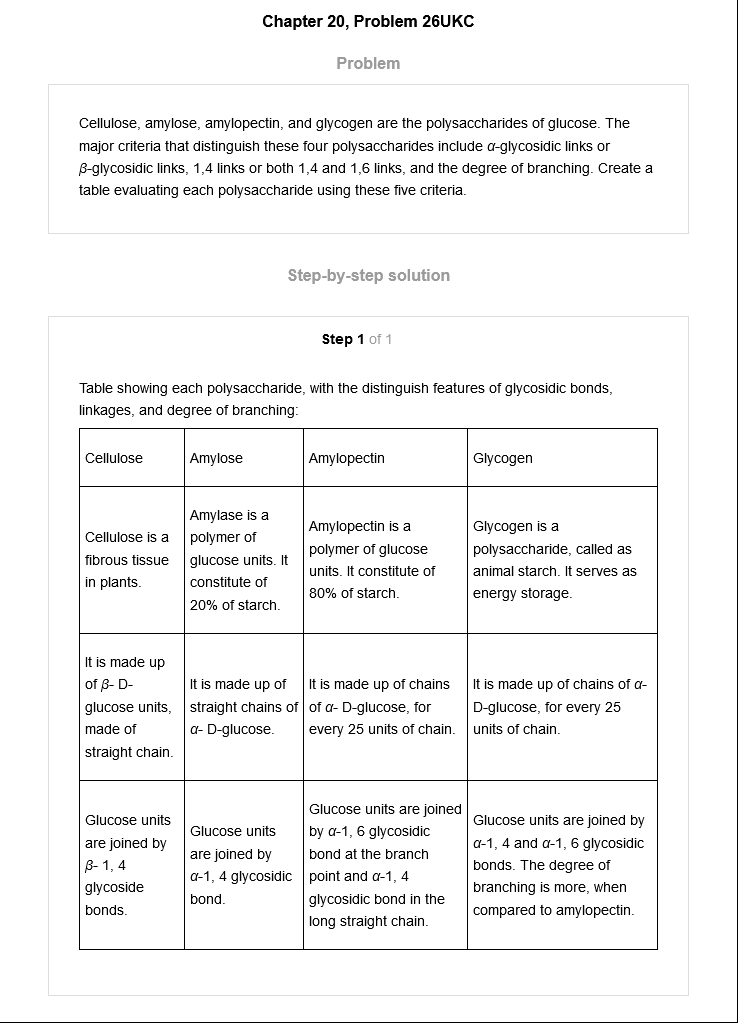 Chapter 20, Problem 26UKC
Problem
Cellulose, amylose, amylopectin, and glycogen are the polysaccharides of glucose. The
major criteria that distinguish these four polysaccharides include α-glycosidic links or
β-glycosidic links, 1,4 links or both 1,4 and 1,6 links, and the degree of branching. Create a
table evaluating each polysaccharide using these five criteria.
Step-by-step solution
Step 1 of 1
Table showing each polysaccharide, with the distinguish features of glycosidic bonds,
linkages, and degree of branching:
Cellulose
Amylose
Amylopectin
Glycogen
Cellulose is a
fibrous tissue
in plants.
Amylase is a
polymer of
glucose units. It
constitute of
20% of starch.
Amylopectin is a
polymer of glucose
units. It constitute of
80% of starch.
Glycogen is a
polysaccharide, called as
animal starch. It serves as
energy storage.
It is made up
of β- D-
glucose units,
made of
straight chain.
It is made up of
straight chains of
α- D-glucose.
It is made up of chains
of α- D-glucose, for
every 25 units of chain.
It is made up of chains of α-
D-glucose, for every 25
units of chain.
Glucose units
are joined by
β- 1, 4
glycoside
bonds.
Glucose units
are joined by
α-1, 4 glycosidic
bond.
Glucose units are joined
by α-1, 6 glycosidic
bond at the branch
point and α-1, 4
glycosidic bond in the
long straight chain.
Glucose units are joined by
α-1, 4 and α-1, 6 glycosidic
bonds. The degree of
branching is more, when
compared to amylopectin.